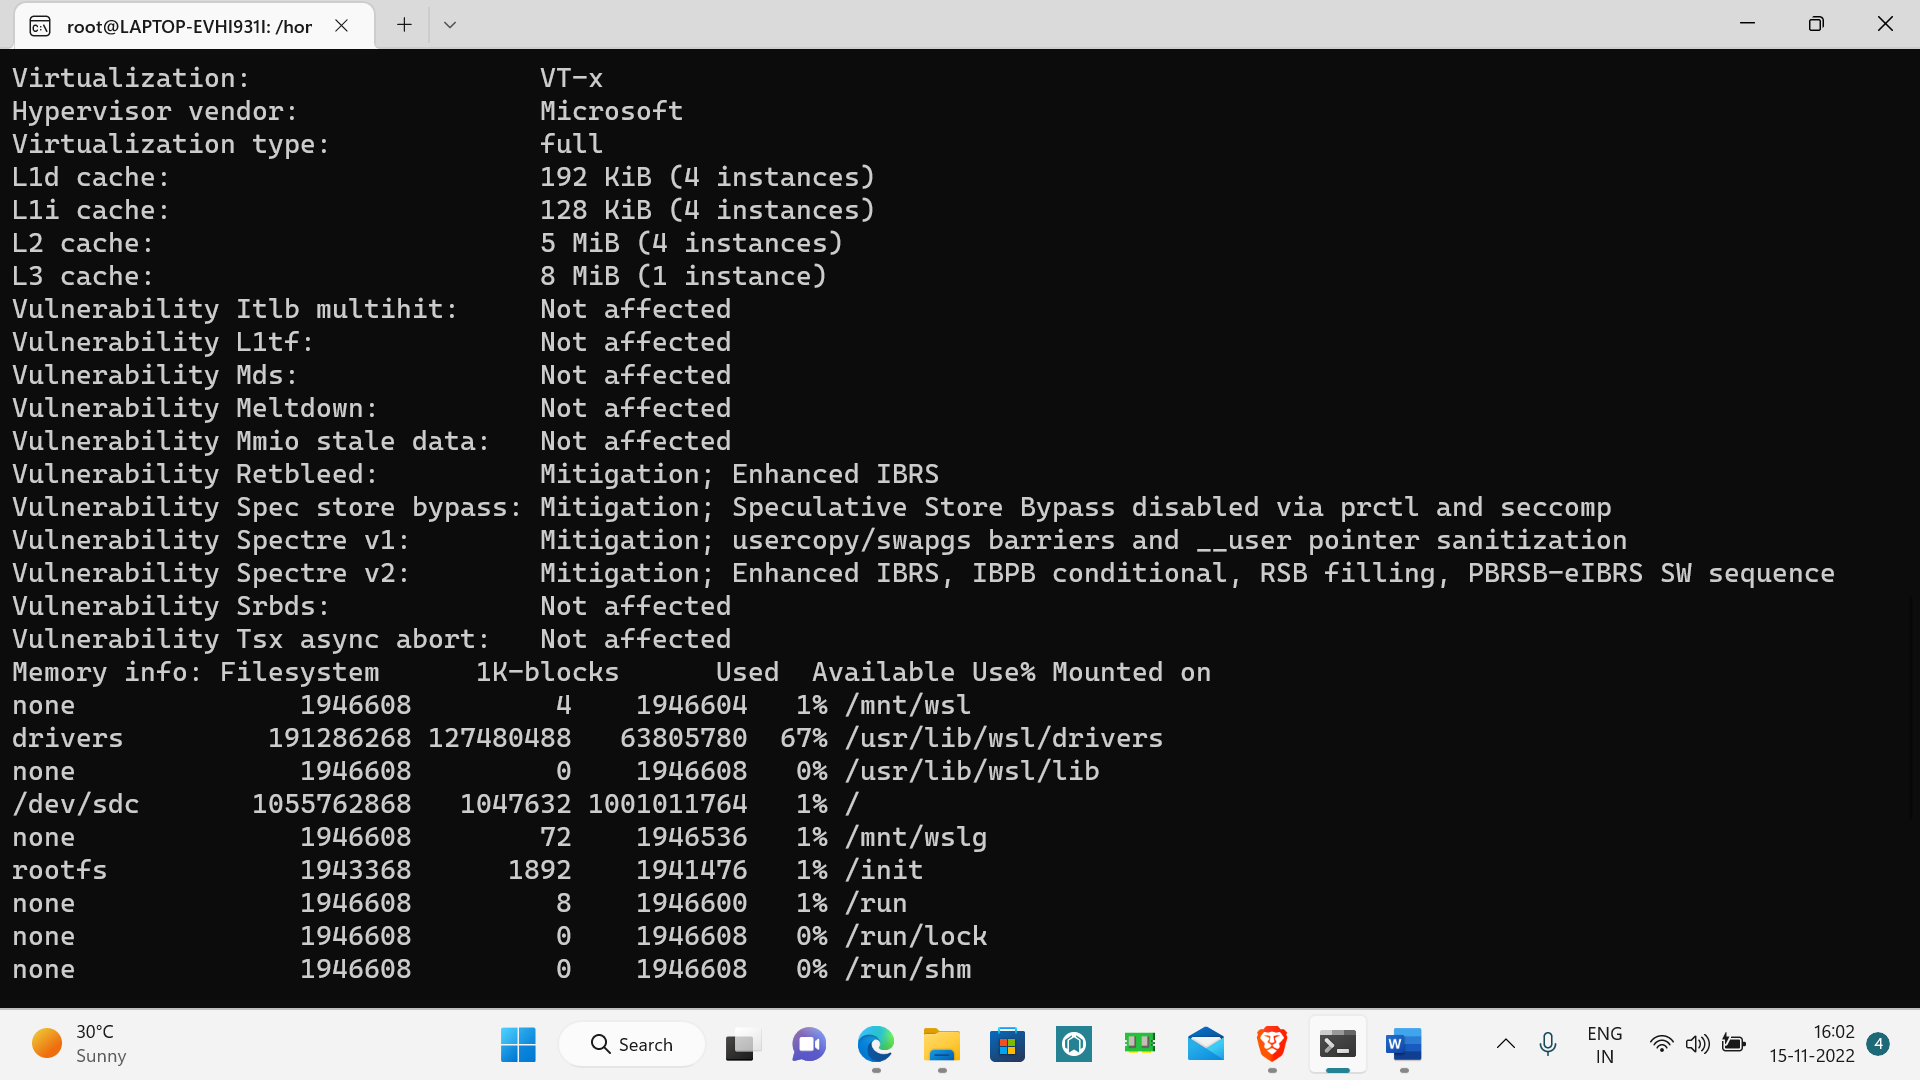 root@LAPTOP-EVHI931I: /hor
Virtualization: VT-x
Hypervisor vendor: Microsoft
Virtualization type: full
L1d cache: 192 KiB (4 instances)
L1i cache: 128 KiB (4 instances)
L2 cache: 5 MiB (4 instances)
L3 cache: 8 MiB (1 instance)
Vulnerability Itlb multihit: Not affected
Vulnerability L1tf: Not affected
Vulnerability Mds: Not affected
Vulnerability Meltdown: Not affected
Vulnerability Mmio stale data: Not affected
Vulnerability Retbleed: Mitigation; Enhanced IBRS
Vulnerability Spec store bypass: Mitigation; Speculative Store Bypass disabled via prctl and seccomp
Vulnerability Spectre v1: Mitigation; usercopy/swapgs barriers and __user pointer sanitization
Vulnerability Spectre v2: Mitigation; Enhanced IBRS, IBPB conditional, RSB filling, PBRSB-eIBRS SW sequence
Vulnerability Srbds: Not affected
Vulnerability Tsx async abort: Not affected
Memory info: Filesystem 1K-blocks Used Available Use% Mounted on
none 1946608 4 1946604 1% /mnt/wsl
drivers 191286268 127480488 63805780 67% /usr/lib/wsl/drivers
none 1946608 0 1946608 0% /usr/lib/wsl/lib
/dev/sdc 1055762868 1047632 1001011764 1% /
none 1946608 72 1946536 1% /mnt/wslg
rootfs 1943368 1892 1941476 1% /init
none 1946608 8 1946600 1% /run
none 1946608 0 1946608 0% /run/lock
none 1946608 0 1946608 0% /run/shm
30°C
Sunny
Search
ENG
IN
16:02
15-11-2022
4